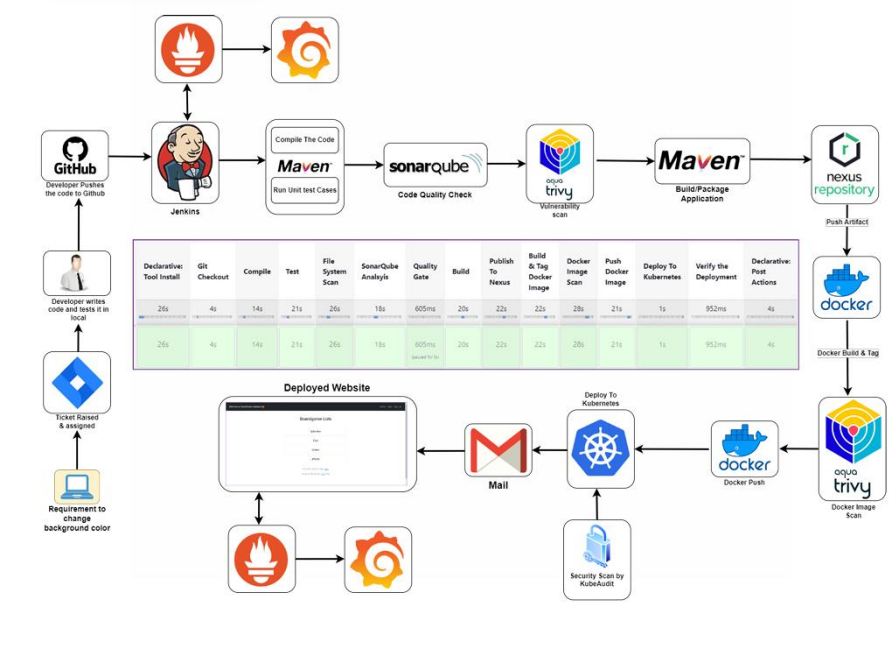 GitHub
Developer Pushes
the code to Github
Jenkins
Compile The Code
Maven™
Run Unit test Cases
sonarqube
Code Quality Check
aqua
trivy
Vulnerability
scan
Maven™
Build/Package
Application
nexus
repository
Push Artifact
Developer writes
code and tests it in
local
Declarative:
Tool Install
Git
Checkout
Compile
Test
File
System
Scan
SonarQube
Analsyis
Quality
Gate
Build
Publish
To
Nexus
Build
& Tag
Docker
Image
Docker
Image
Scan
Push
Docker
Image
Deploy To
Kubernetes
Verify the
Deployment
Declarative:
Post
Actions
26s
4s
14s
21s
26s
18s
605ms
20s
22s
22s
28s
21s
1s
952ms
4s
26s
4s
14s
21s
26s
18s
605ms
20s
22s
22s
28s
21s
1s
952ms
4s
docker
Docker Build & Tag
Ticket Raised
& assigned
Requirement to
change
background color
Deployed Website
Mail
Deploy To
Kubernetes
docker
Docker Push
aqua
trivy
Docker Image
Scan
Security Scan by
KubeAudit